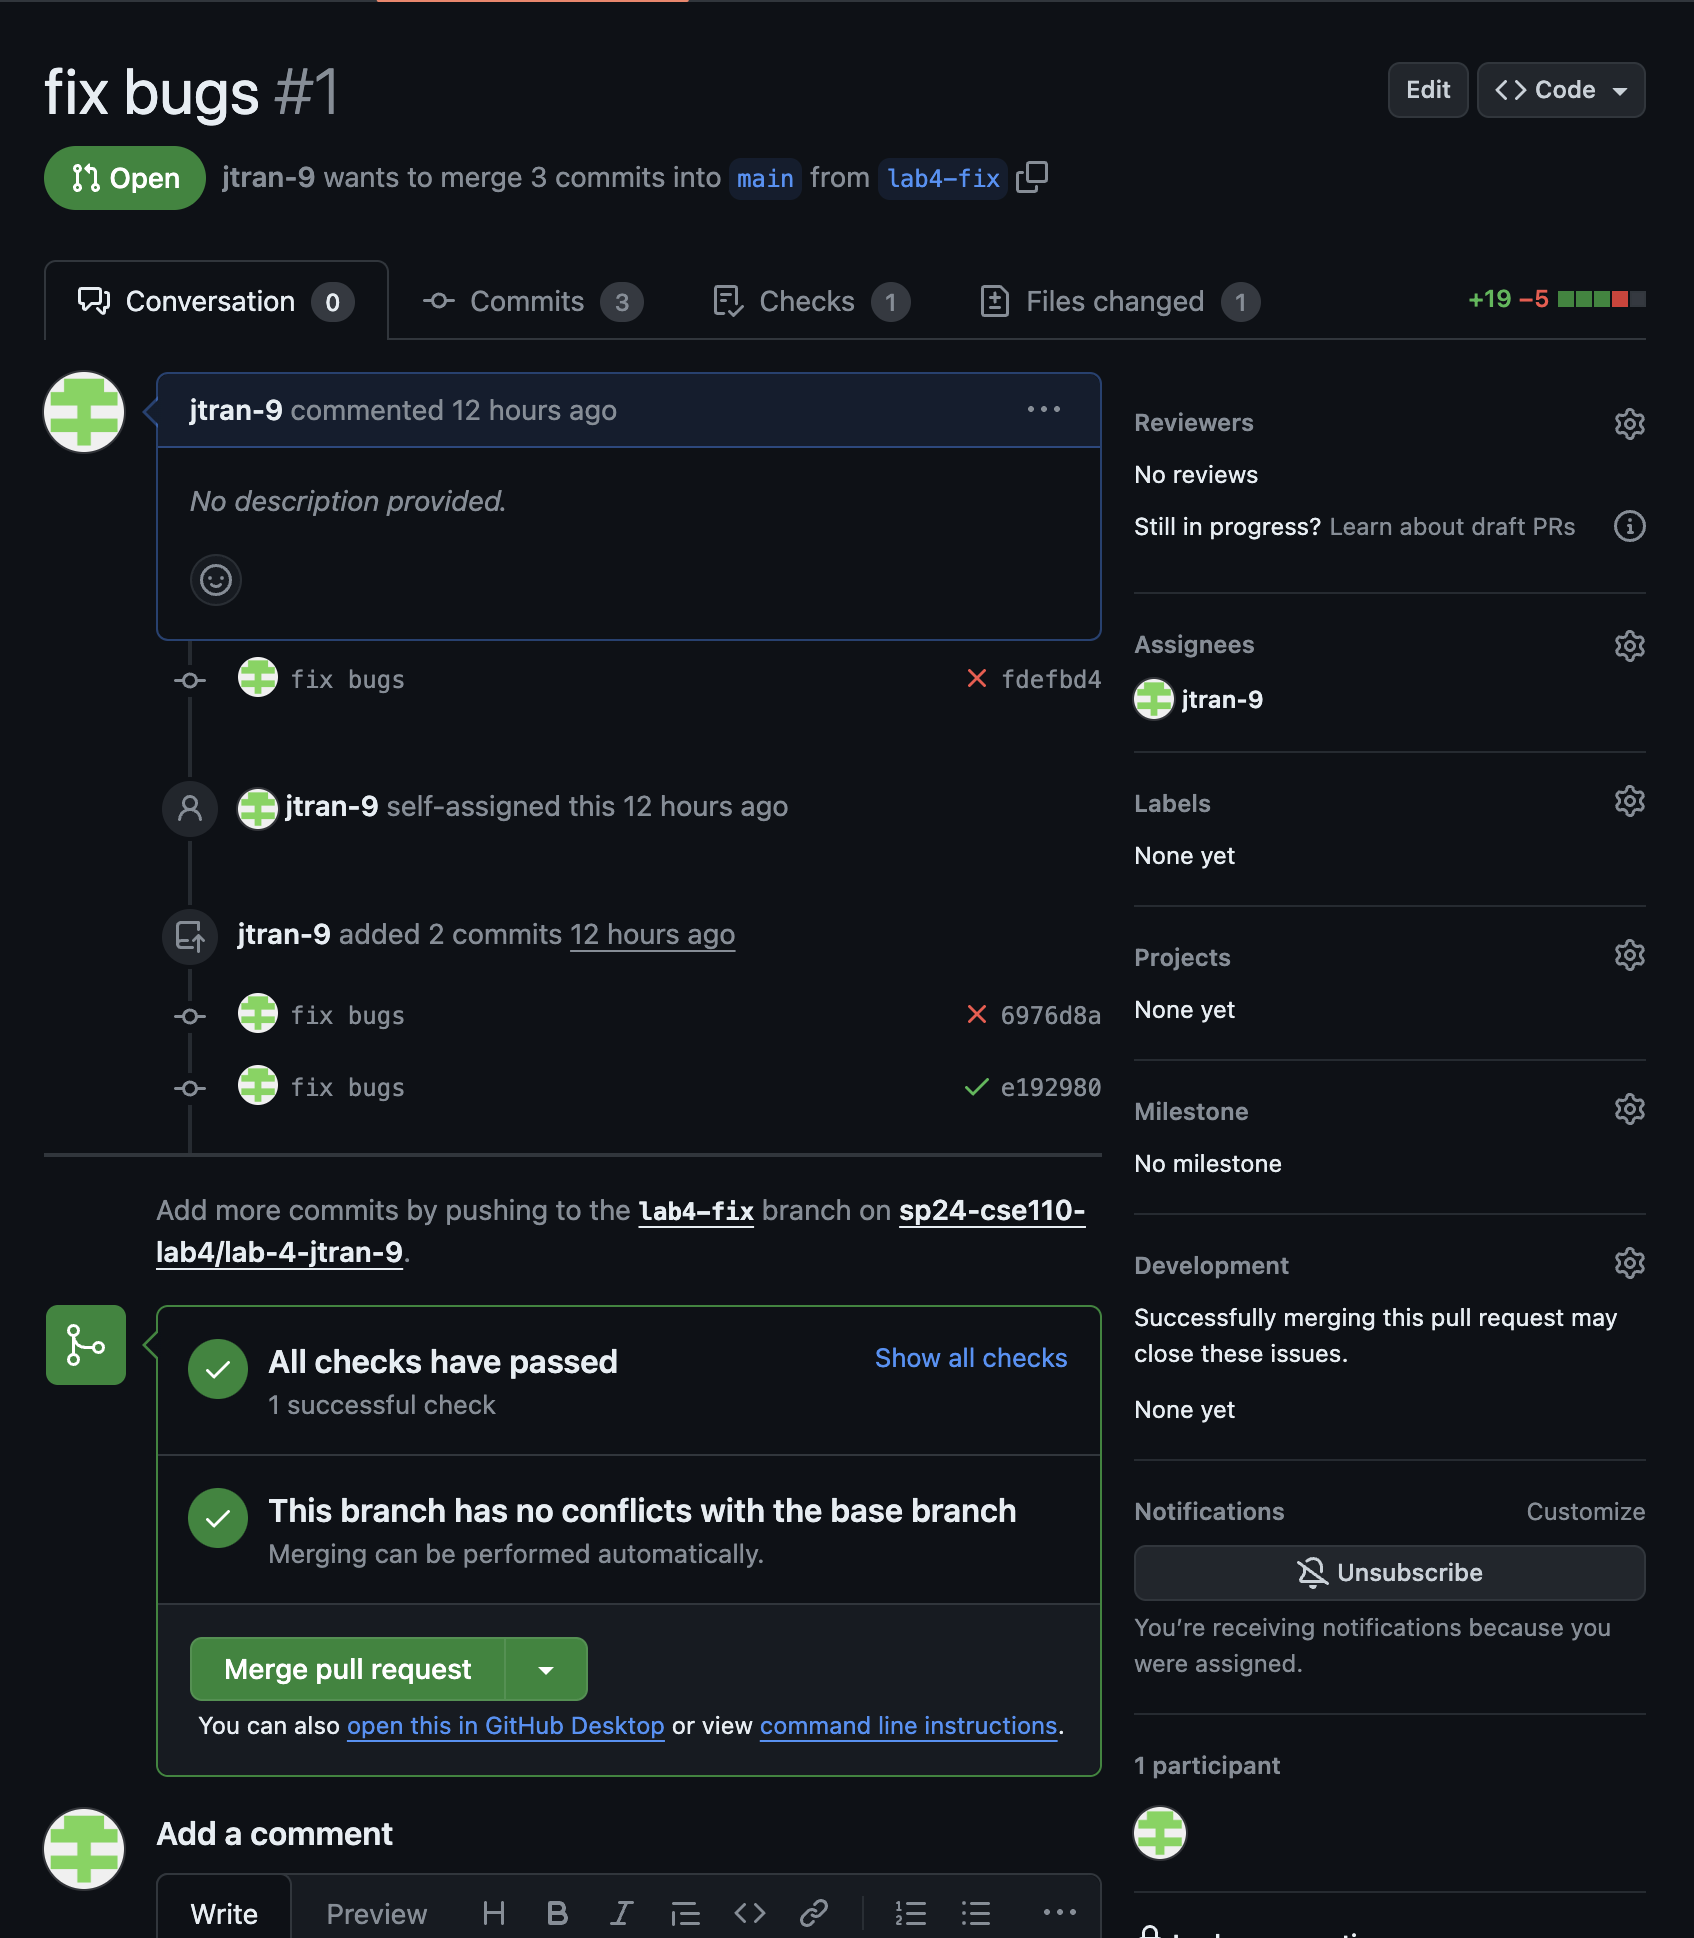 fix bugs #1
Edit
Code
Open
jtran-9 wants to merge 3 commits into main from lab4-fix
Conversation 0
Commits 3
Checks 1
Files changed 1
+19 −5
jtran-9 commented 12 hours ago
No description provided.
fix bugs
fdefbd4
jtran-9 self-assigned this 12 hours ago
jtran-9 added 2 commits 12 hours ago
fix bugs
6976d8a
fix bugs
e192980
Add more commits by pushing to the lab4-fix branch on sp24-cse110-
lab4/lab-4-jtran-9.
All checks have passed
Show all checks
1 successful check
This branch has no conflicts with the base branch
Merging can be performed automatically.
Merge pull request
You can also open this in GitHub Desktop or view command line instructions.
Add a comment
Write
Preview
Reviewers
No reviews
Still in progress? Learn about draft PRs
Assignees
jtran-9
Labels
None yet
Projects
None yet
Milestone
No milestone
Development
Successfully merging this pull request may
close these issues.
None yet
Notifications
Customize
Unsubscribe
You’re receiving notifications because you
were assigned.
1 participant